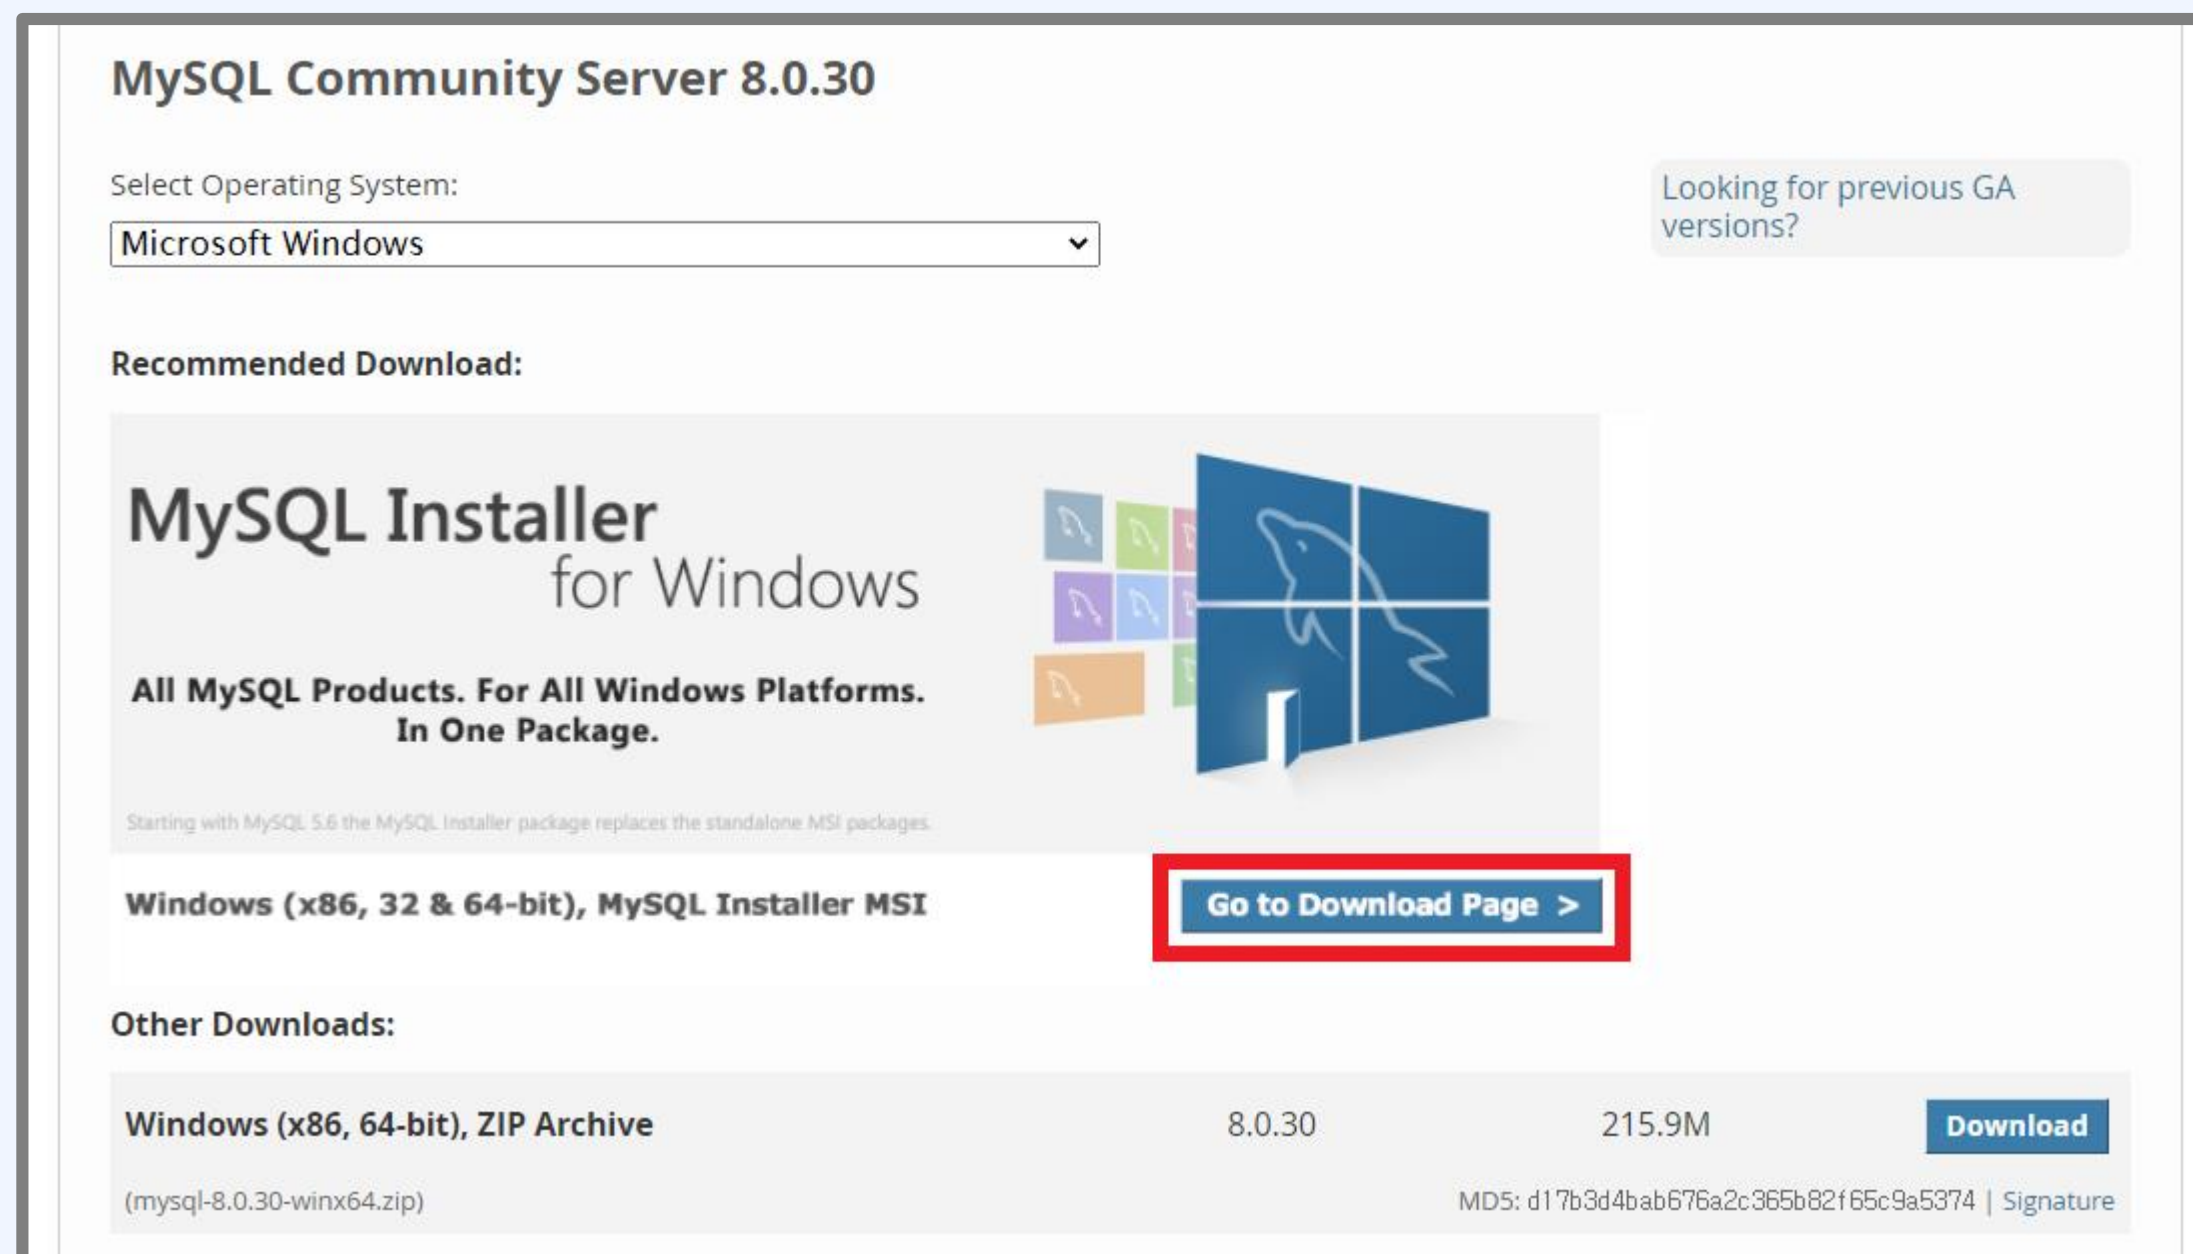 MySQL Community Server 8.0.30
Select Operating System:
Microsoft Windows
Looking for previous GA
versions?
Recommended Download:
MySQL Installer
for Windows
All MySQL Products. For All Windows Platforms.
In One Package.
Starting with MySQL 5.6 the MySQL Installer package replaces the standalone MSI packages.
Windows (x86, 32 & 64-bit), MySQL Installer MSI
Go to Download Page >
Other Downloads:
Windows (x86, 64-bit), ZIP Archive 8.0.30 215.9M Download
(mysql-8.0.30-winx64.zip) MD5: d17b3d4bab676a2c365b82f65c9a5374 | Signature